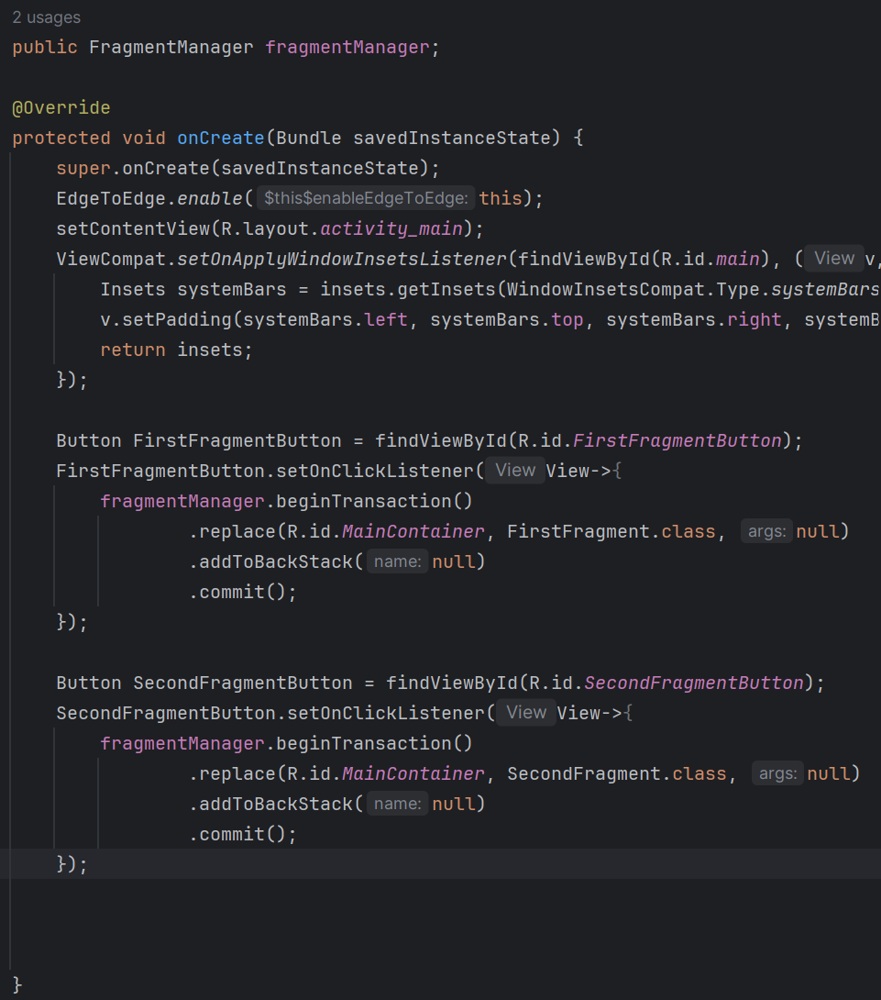 2 usages
public FragmentManager fragmentManager;
@Override
protected void onCreate(Bundle savedInstanceState) {
super.onCreate(savedInstanceState);
EdgeToEdge.enable( $this$enableEdgeToEdge: this);
setContentView(R.layout.activity_main);
ViewCompat.setOnApplyWindowInsetsListener(findViewById(R.id.main), ( View v,
Insets systemBars = insets.getInsets(WindowInsetsCompat.Type.systemBars
v.setPadding(systemBars.left, systemBars.top, systemBars.right, systemB
return insets;
});
Button FirstFragmentButton = findViewById(R.id.FirstFragmentButton);
FirstFragmentButton.setOnClickListener( View View->{
fragmentManager.beginTransaction()
.replace(R.id.MainContainer, FirstFragment.class, args: null)
.addToBackStack( name: null)
.commit();
});
Button SecondFragmentButton = findViewById(R.id.SecondFragmentButton);
SecondFragmentButton.setOnClickListener( View View->{
fragmentManager.beginTransaction()
.replace(R.id.MainContainer, SecondFragment.class, args: null)
.addToBackStack( name: null)
.commit();
});
}